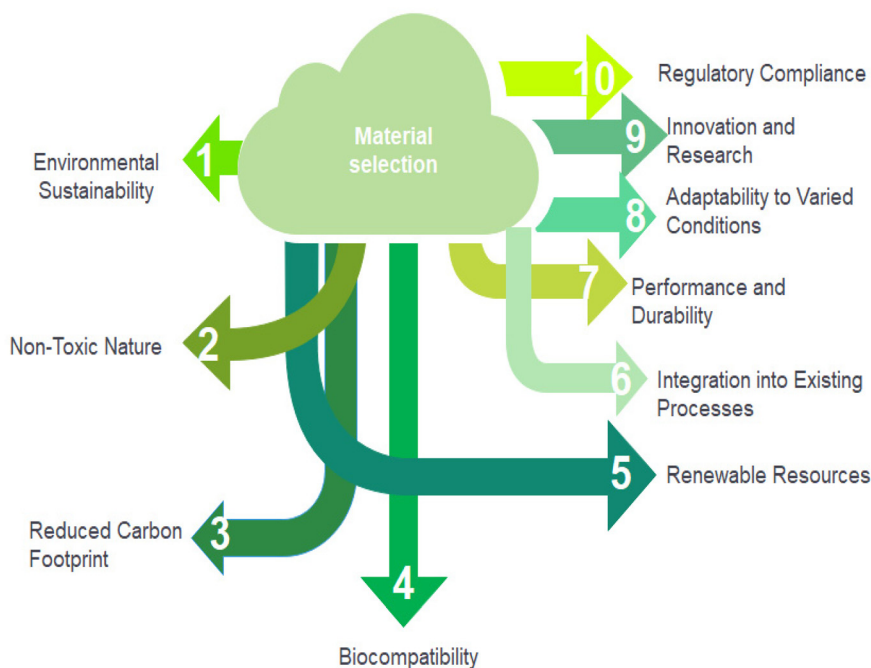 Material
selection
1
Environmental
Sustainability
2
Non-Toxic Nature
3
Reduced Carbon
Footprint
4
Biocompatibility
5
Renewable Resources
6
Integration into Existing
Processes
7
Performance and
Durability
8
Adaptability to Varied
Conditions
9
Innovation and
Research
10
Regulatory Compliance